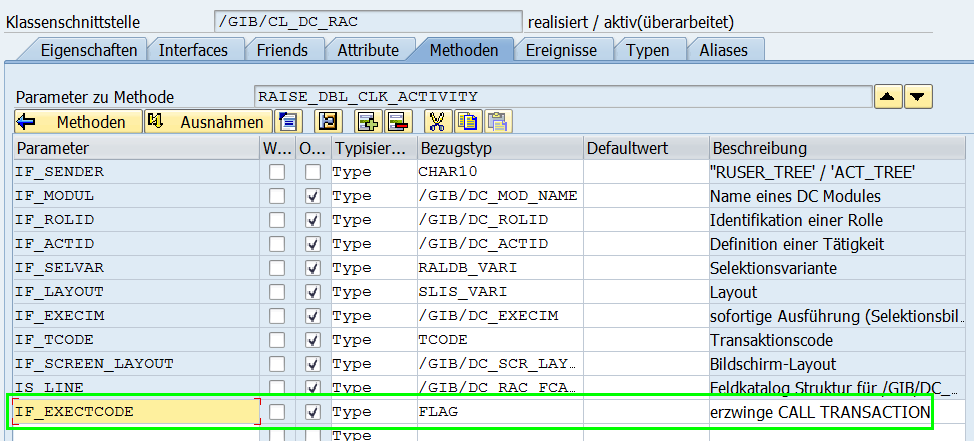 Klassenschnittstelle /GIB/CL_DC_RAC realisiert / aktiv(überarbeitet)
Eigenschaften Interfaces Friends Attribute Methoden Ereignisse Typen Aliases
Parameter zu Methode RAISE_DBL_CLK_ACTIVITY
Methoden Ausnahmen
Parameter W... O... Typisier... Bezugstyp Defaultwert Beschreibung
IF_SENDER Type CHAR10 "RUSER_TREE' / 'ACT_TREE'
IF_MODUL Type /GIB/DC_MOD_NAME Name eines DC Modules
IF_ROLID Type /GIB/DC_ROLID Identifikation einer Rolle
IF_ACTID Type /GIB/DC_ACTID Definition einer Tätigkeit
IF_SELVAR Type RALDB_VARI Selektionsvariante
IF_LAYOUT Type SLIS_VARI Layout
IF_EXECIM Type /GIB/DC_EXECIM sofortige Ausführung (Selektionsbil...
IF_TCODE Type TCODE Transaktionscode
IF_SCREEN_LAYOUT Type /GIB/DC_SCR_LAY... Bildschirm-Layout
IS_LINE Type /GIB/DC_RAC_FCA... Feldkatalog Struktur für /GIB/DC_...
IF_EXECTCODE Type FLAG erzwinge CALL TRANSACTION
Type